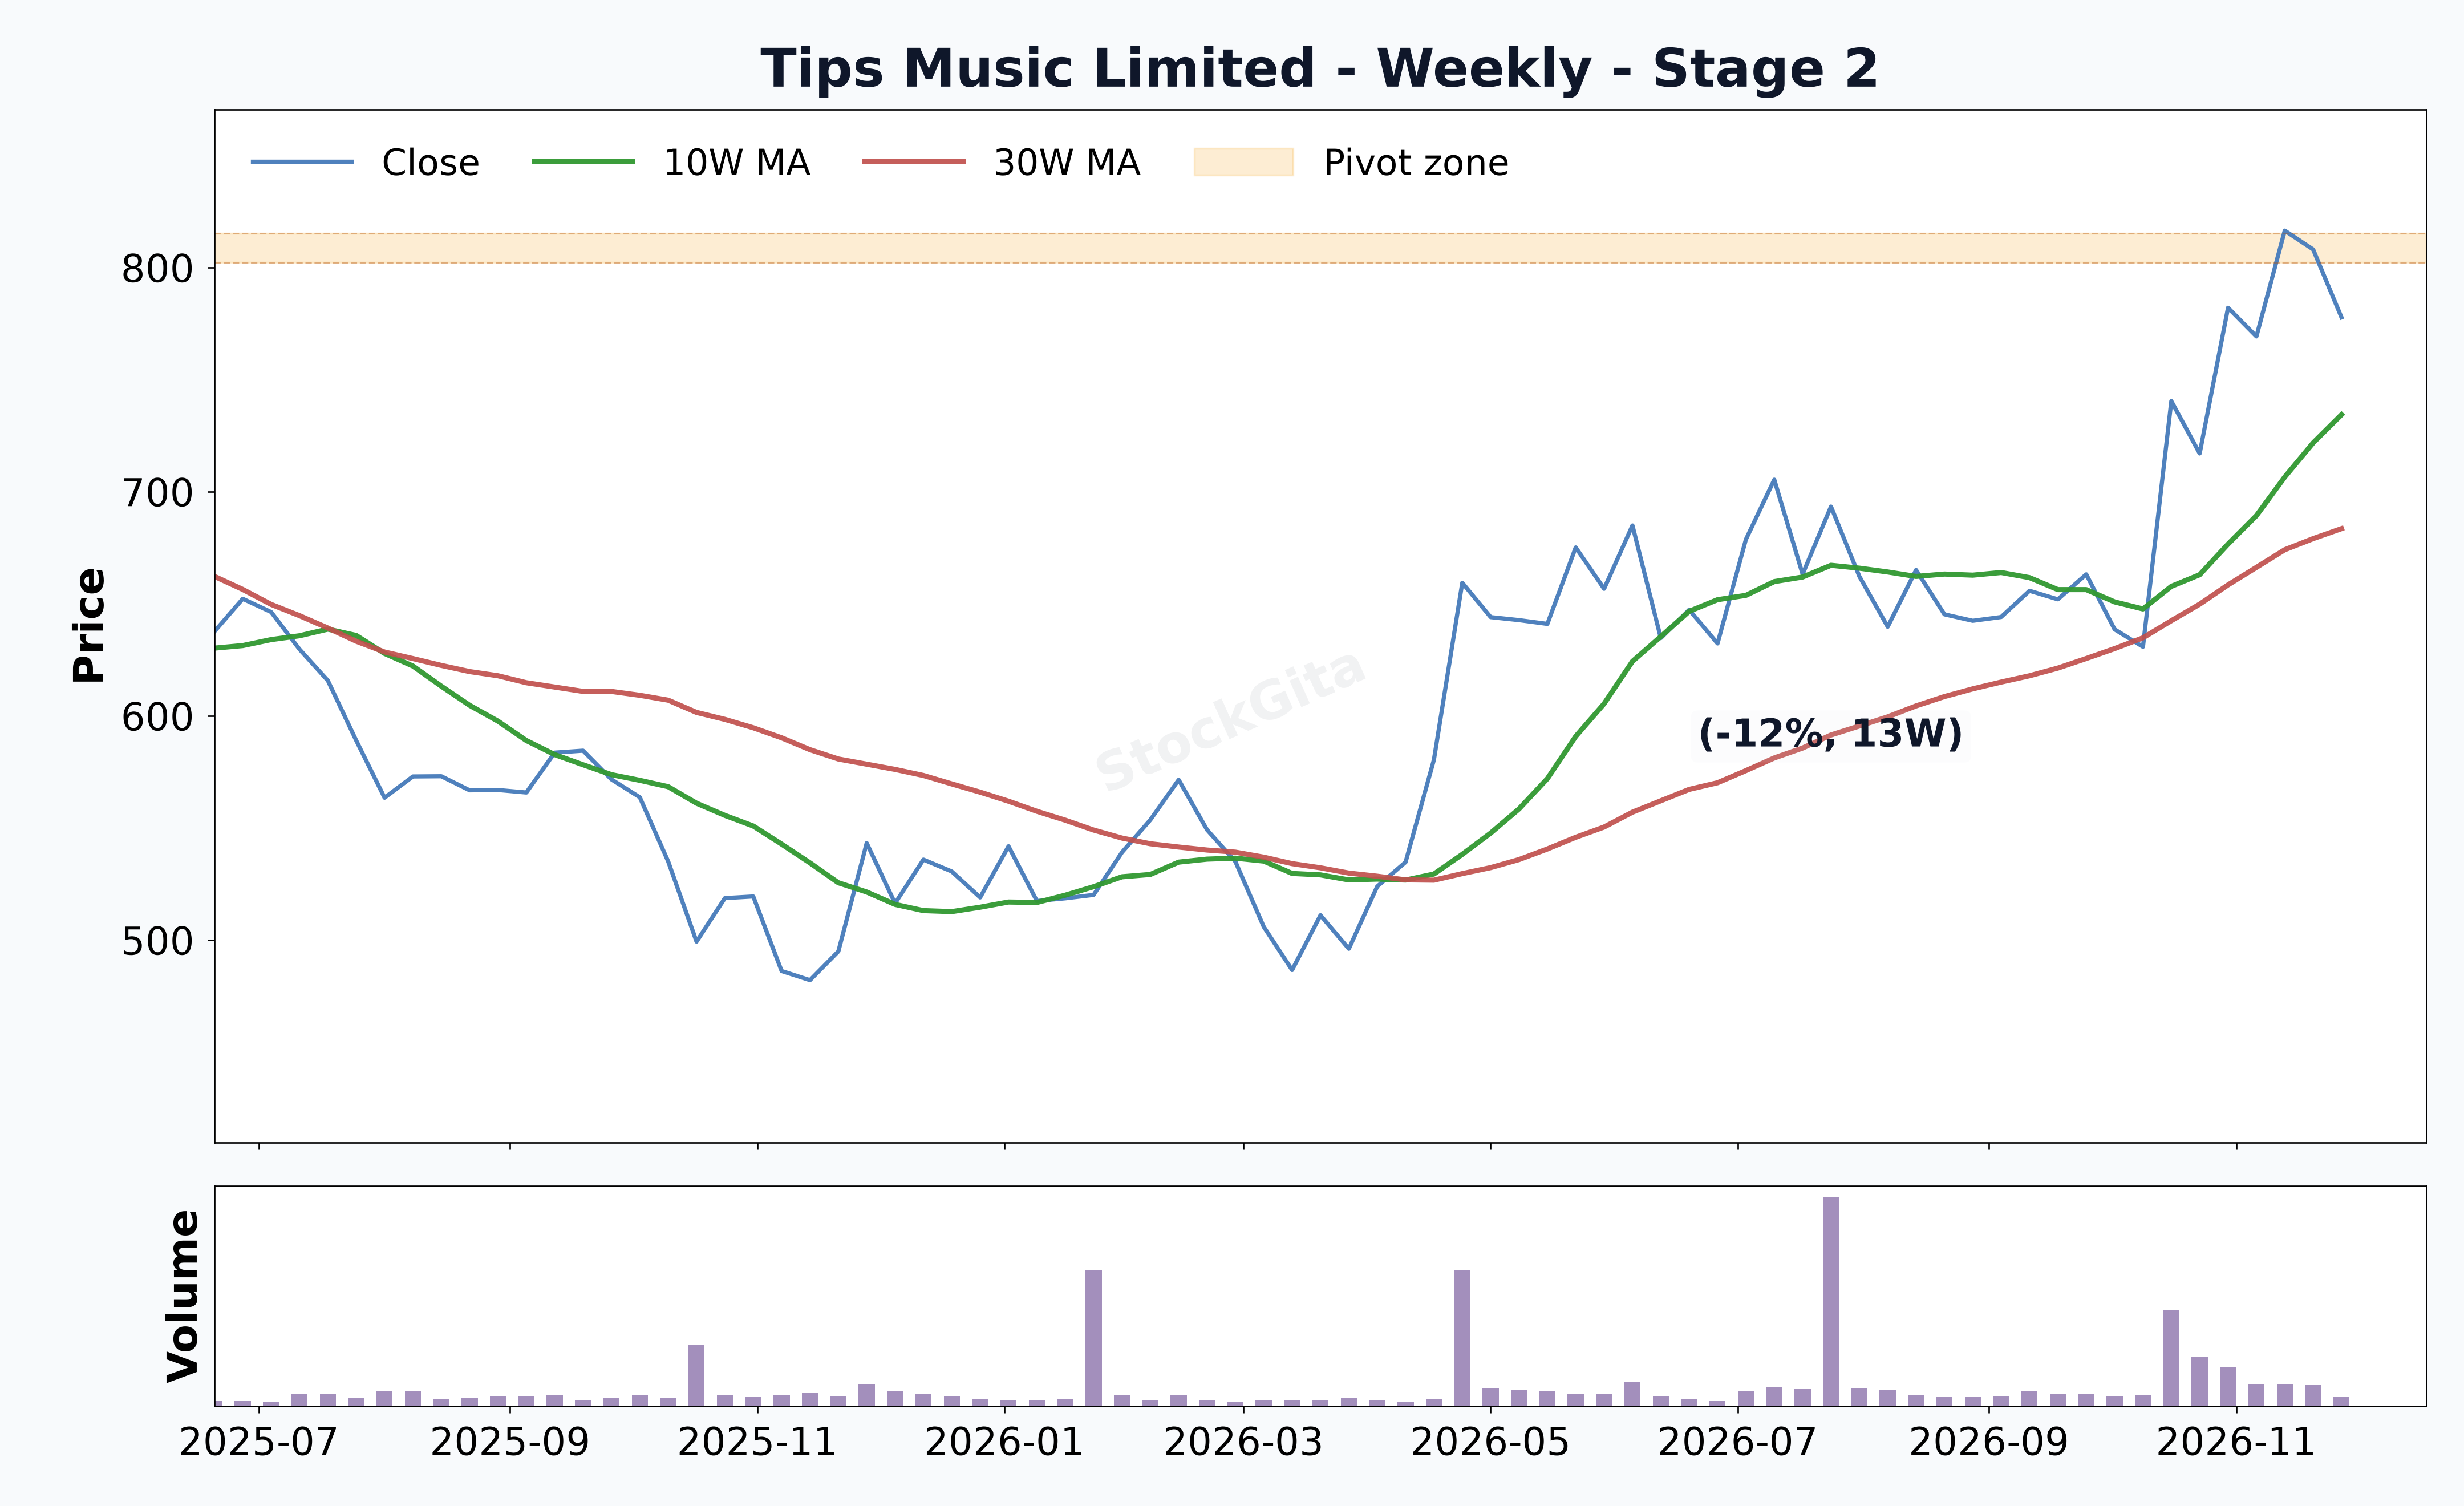 Tips Music Limited - Weekly - Stage 2
Close 10W MA 30W MA Pivot zone
Price
800
700
600
500
StockGita
(-12%, 13W)
Volume
2025-07 2025-09 2025-11 2026-01 2026-03 2026-05 2026-07 2026-09 2026-11